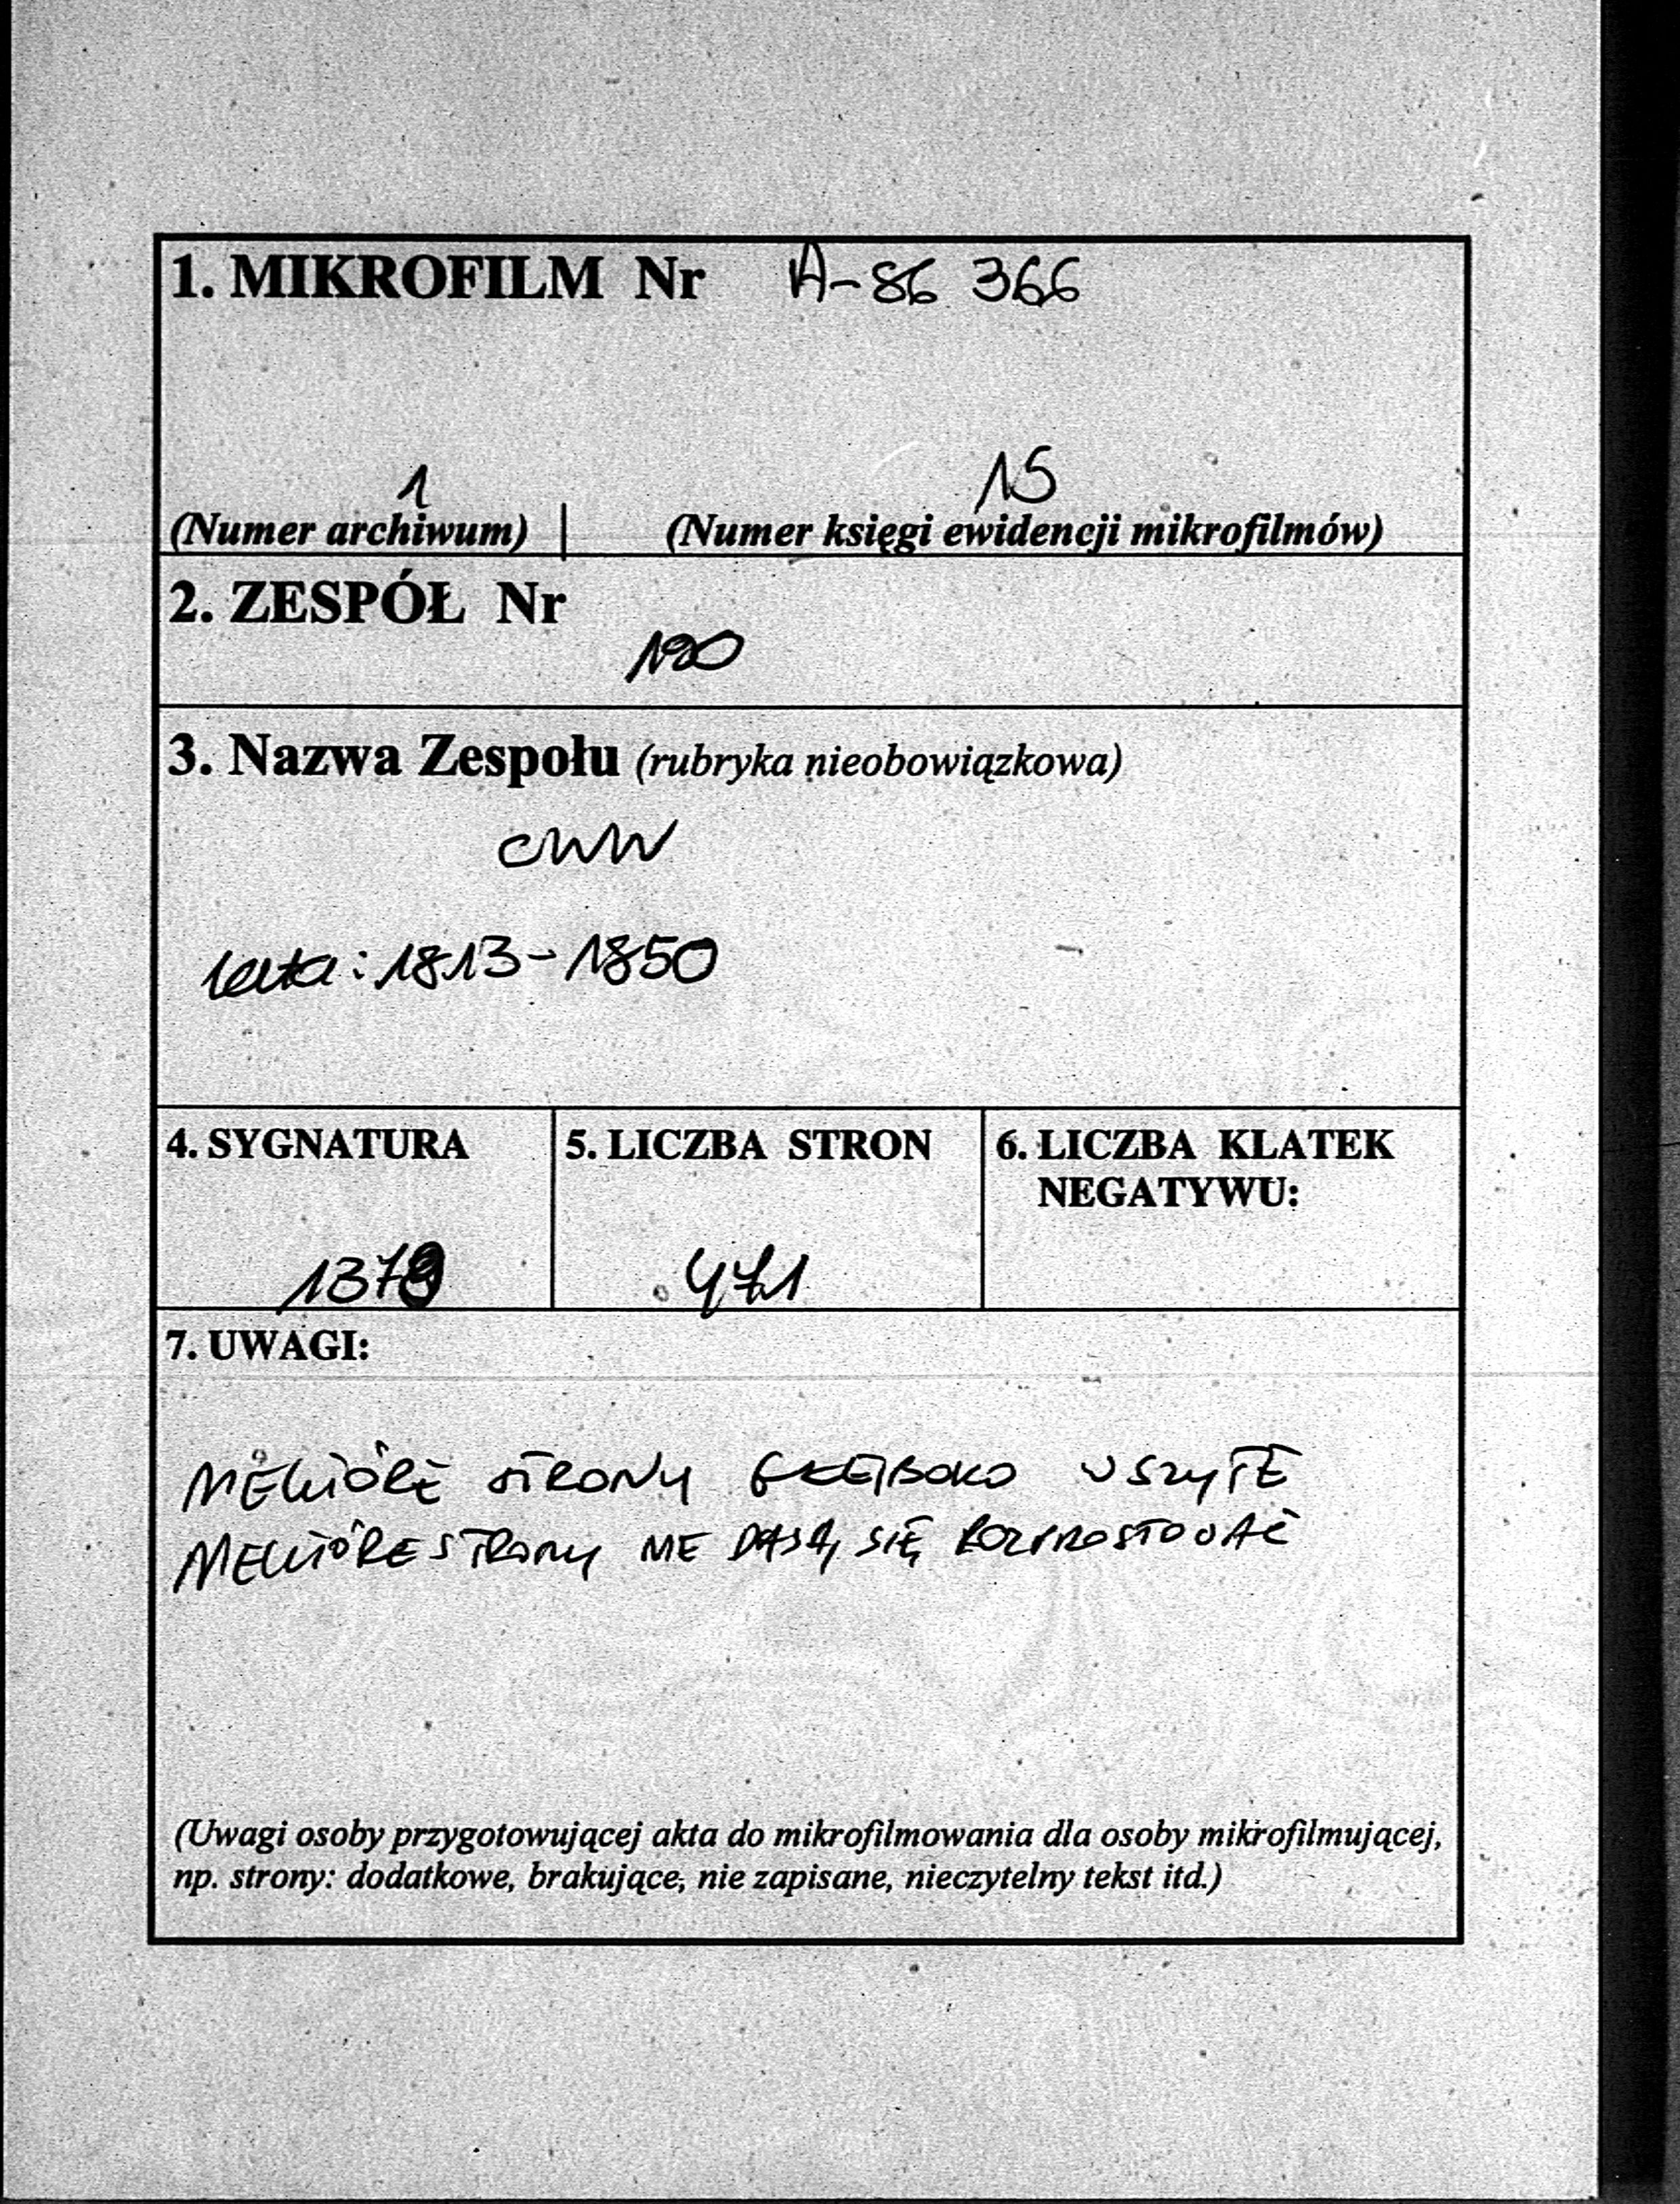 1. MIKROFILM Nr A-86 366
1 15
(Numer archiwum) | (Numer księgi ewidencji mikrofilmów)
2. ZESPÓŁ Nr
190
3. Nazwa Zespołu (rubryka nieobowiązkowa)
CWW
lata: 1813-1850
4. SYGNATURA 5. LICZBA STRON 6. LICZBA KLATEK
NEGATYWU:
1379 471
7. UWAGI:
NIEKTÓRE STRONY GŁĘBOKO WSZYTE
NIEKTÓRE STRONY NIE DAJĄ SIĘ ROZPROSTOWAĆ
(Uwagi osoby przygotowującej akta do mikrofilmowania dla osoby mikrofilmującej,
np. strony: dodatkowe, brakujące, nie zapisane, nieczytelny tekst itd.)